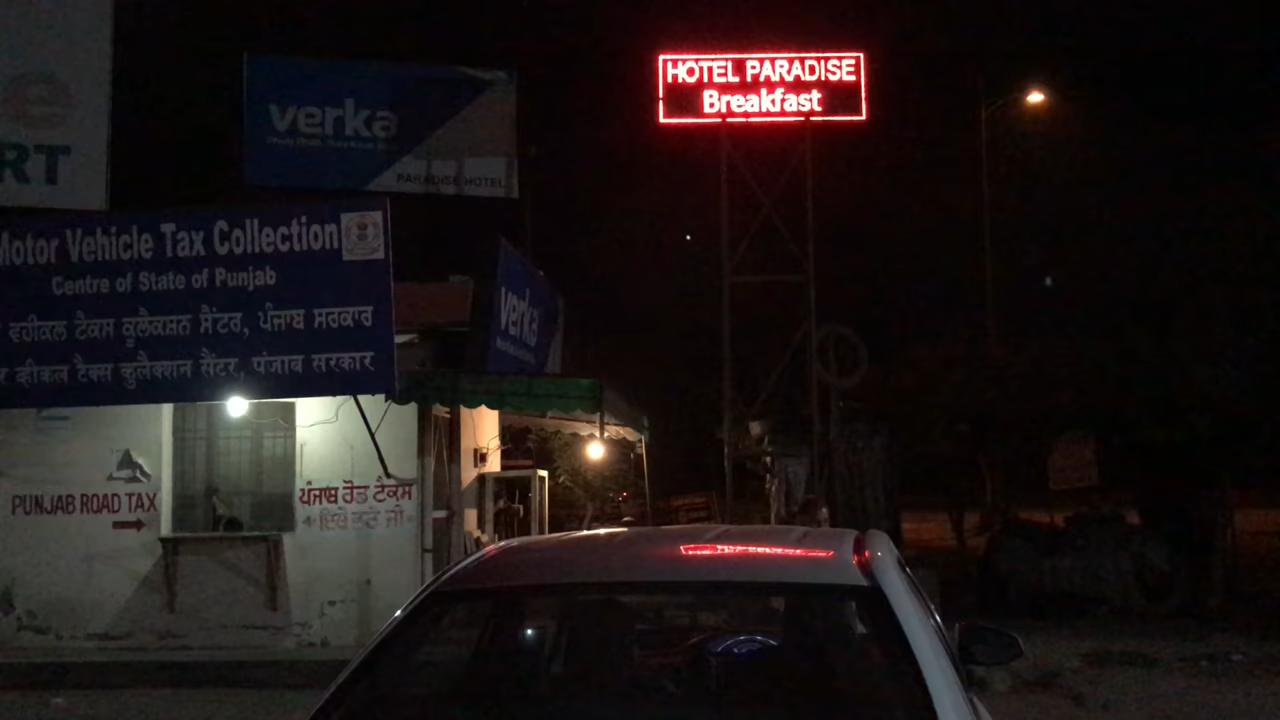 e
RT
verka
PARADISE HOTEL
HOTEL PARADISE
Breakfast
Motor Vehicle Tax Collection
Centre of State of Punjab
ਵਹੀਕਲ ਟੈਕਸ ਕੂਲੈਕਸ਼ਨ ਸੈਂਟਰ, ਪੰਜਾਬ ਸਰਕਾਰ
र व्हीकल टैक्स कुलैक्शन सैंटर, पंजाब सरकार
verka
PUNJAB ROAD TAX
ਪੰਜਾਬ ਰੋਡ ਟੈਕਸ